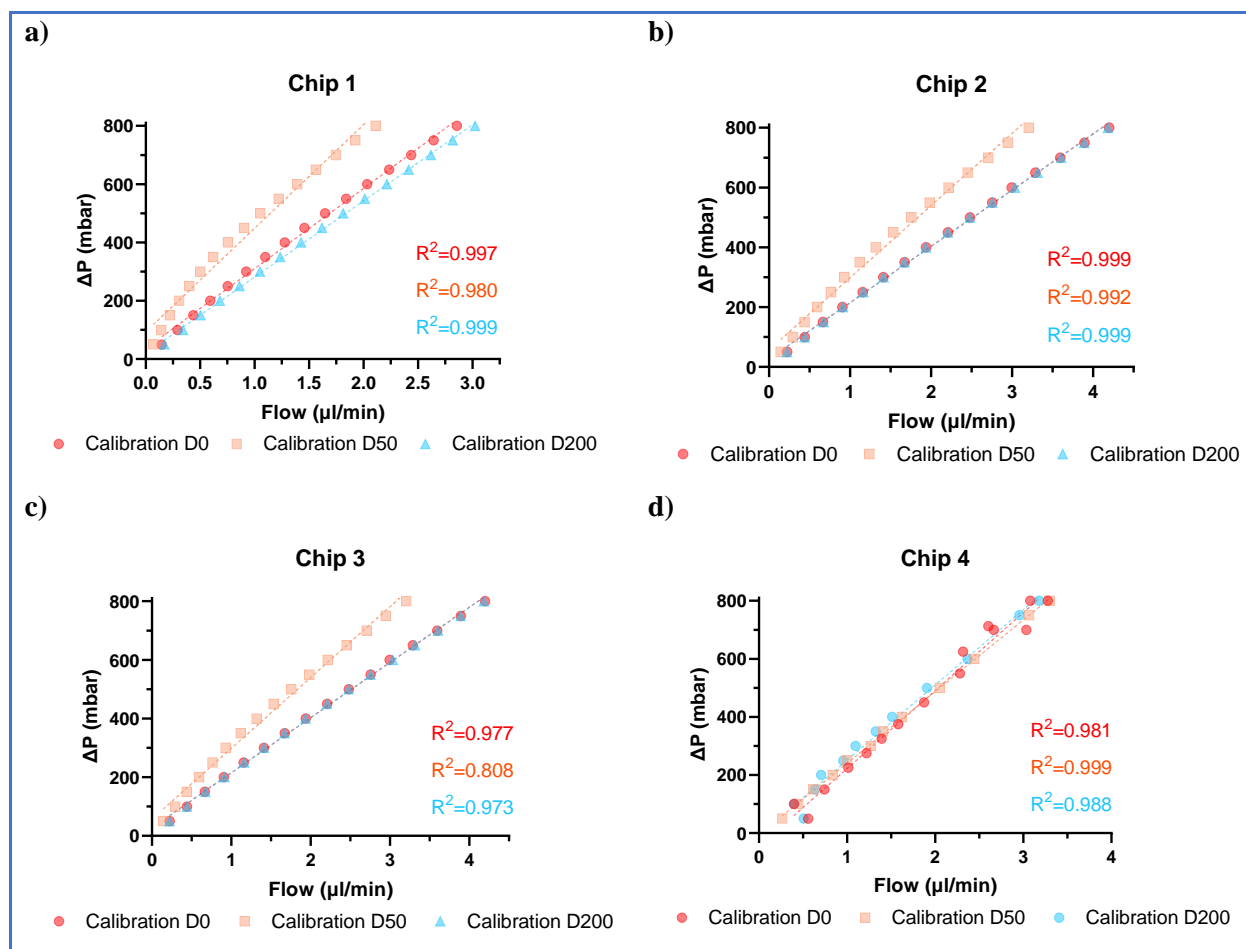 a)
Chip 1
800
600
400
200
0
ΔP (mbar)
R²=0.997
R²=0.980
R²=0.999
0.0 0.5 1.0 1.5 2.0 2.5 3.0
Flow (µl/min)
Calibration D0 Calibration D50 Calibration D200
b)
Chip 2
800
600
400
200
0
ΔP (mbar)
R²=0.999
R²=0.992
R²=0.999
0 1 2 3 4
Flow (µl/min)
Calibration D0 Calibration D50 Calibration D200
c)
Chip 3
800
600
400
200
0
ΔP (mbar)
R²=0.977
R²=0.808
R²=0.973
0 1 2 3 4
Flow (µl/min)
Calibration D0 Calibration D50 Calibration D200
d)
Chip 4
800
600
400
200
0
ΔP (mbar)
R²=0.981
R²=0.999
R²=0.988
0 1 2 3 4
Flow (µl/min)
Calibration D0 Calibration D50 Calibration D200